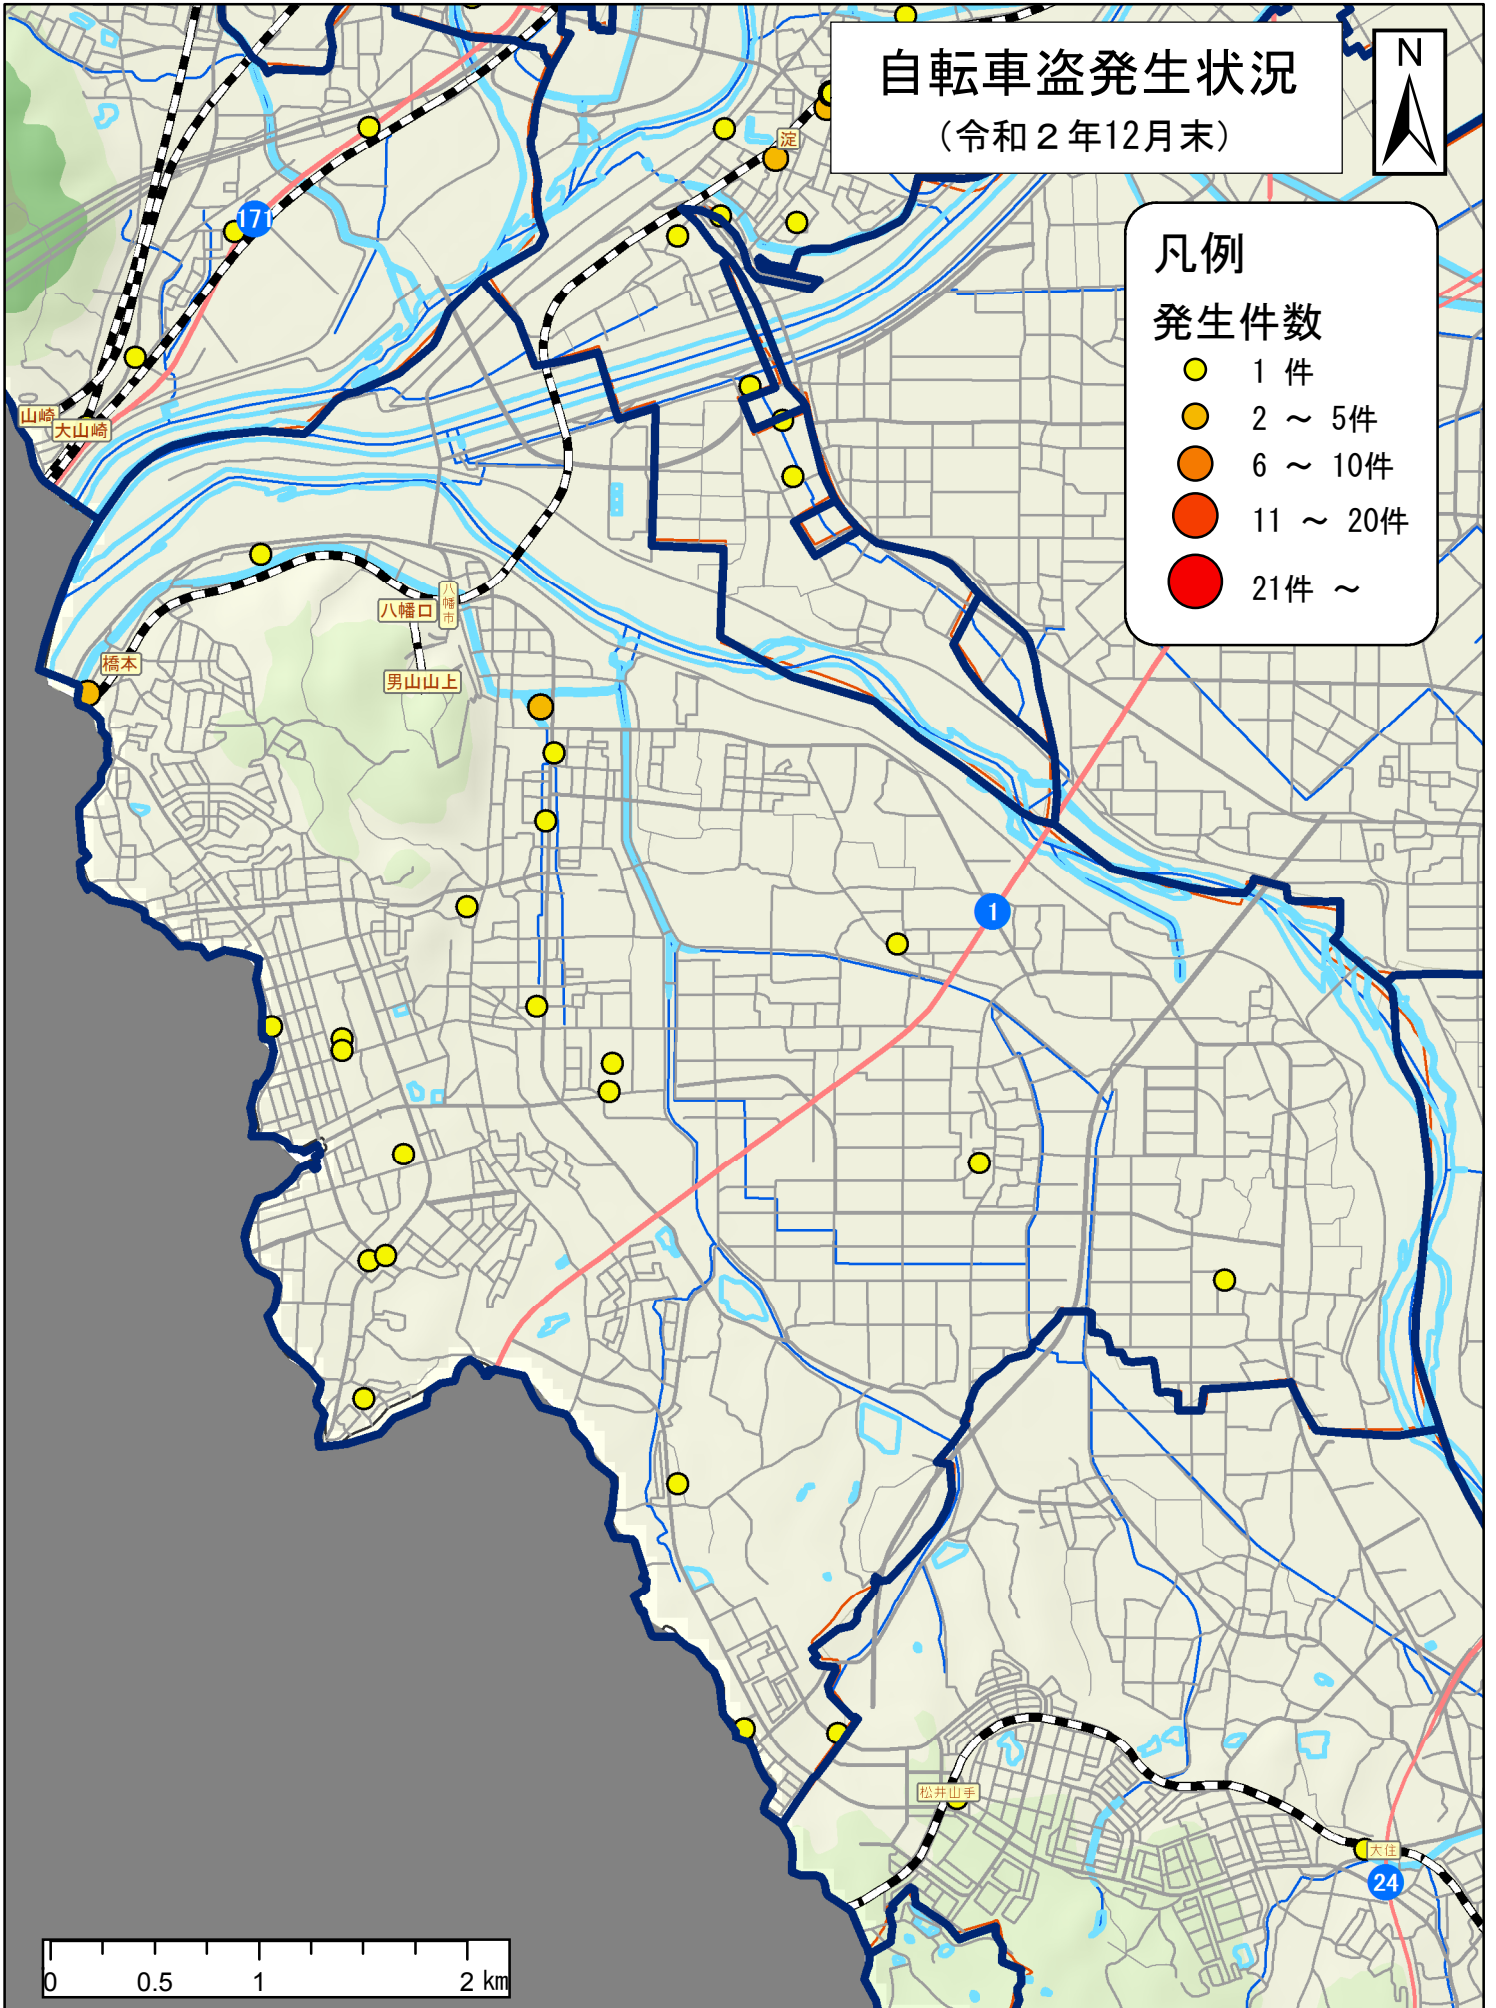 自転車盗発生状況
（令和２年12月末）
N
凡例
発生件数
1 件
2 ～ 5件
6 ～ 10件
11 ～ 20件
21件 ～
淀
171
山崎
大山崎
八幡市
八幡口
橋本
男山山上
1
松井山手
大住
24
0 0.5 1 2 km